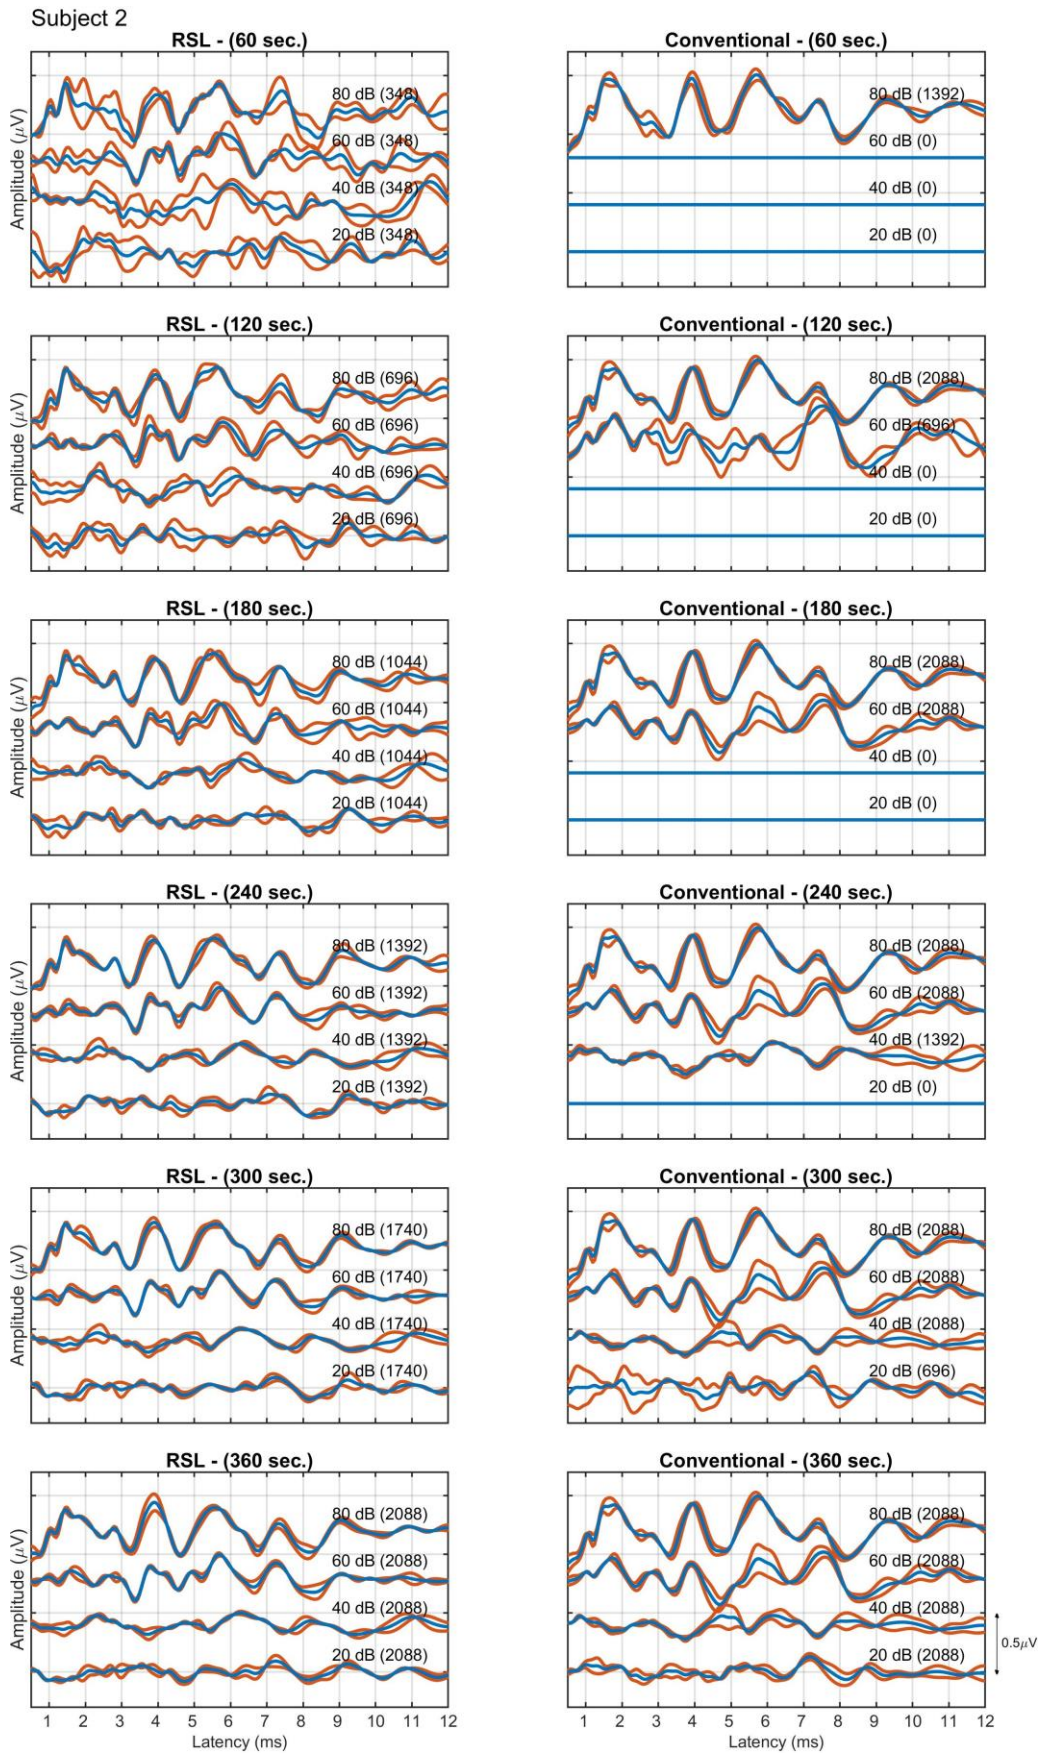 Subject 2
RSL - (60 sec.)
Amplitude (μV)
80 dB (348)
60 dB (348)
40 dB (348)
20 dB (348)
Conventional - (60 sec.)
80 dB (1392)
60 dB (0)
40 dB (0)
20 dB (0)
RSL - (120 sec.)
Amplitude (μV)
80 dB (696)
60 dB (696)
40 dB (696)
20 dB (696)
Conventional - (120 sec.)
80 dB (2088)
60 dB (696)
40 dB (0)
20 dB (0)
RSL - (180 sec.)
Amplitude (μV)
80 dB (1044)
60 dB (1044)
40 dB (1044)
20 dB (1044)
Conventional - (180 sec.)
80 dB (2088)
60 dB (2088)
40 dB (0)
20 dB (0)
RSL - (240 sec.)
Amplitude (μV)
80 dB (1392)
60 dB (1392)
40 dB (1392)
20 dB (1392)
Conventional - (240 sec.)
80 dB (2088)
60 dB (2088)
40 dB (1392)
20 dB (0)
RSL - (300 sec.)
Amplitude (μV)
80 dB (1740)
60 dB (1740)
40 dB (1740)
20 dB (1740)
Conventional - (300 sec.)
80 dB (2088)
60 dB (2088)
40 dB (2088)
20 dB (696)
RSL - (360 sec.)
Amplitude (μV)
80 dB (2088)
60 dB (2088)
40 dB (2088)
20 dB (2088)
1 2 3 4 5 6 7 8 9 10 11 12
Latency (ms)
Conventional - (360 sec.)
80 dB (2088)
60 dB (2088)
40 dB (2088)
20 dB (2088)
0.5μV
1 2 3 4 5 6 7 8 9 10 11 12
Latency (ms)